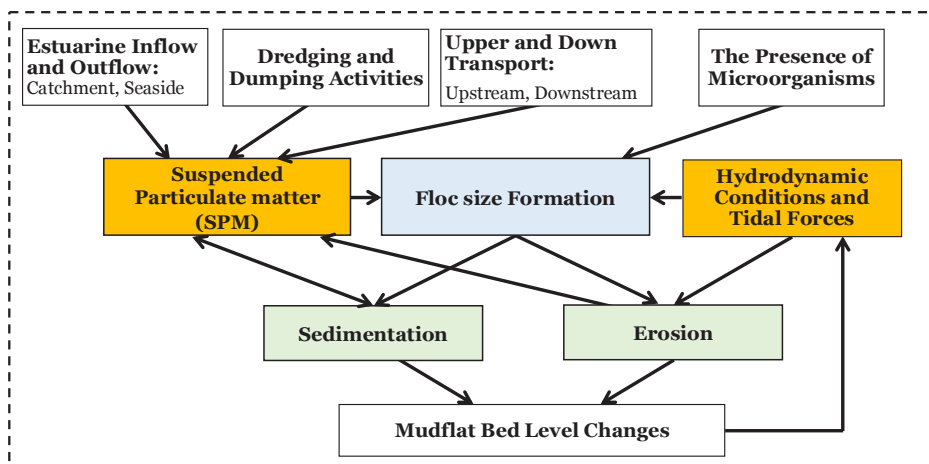 Estuarine Inflow
and Outflow:
Catchment, Seaside
Dredging and
Dumping Activities
Upper and Down
Transport:
Upstream, Downstream
The Presence of
Microorganisms
Suspended
Particulate matter
(SPM)
Floc size Formation
Hydrodynamic
Conditions and
Tidal Forces
Sedimentation
Erosion
Mudflat Bed Level Changes